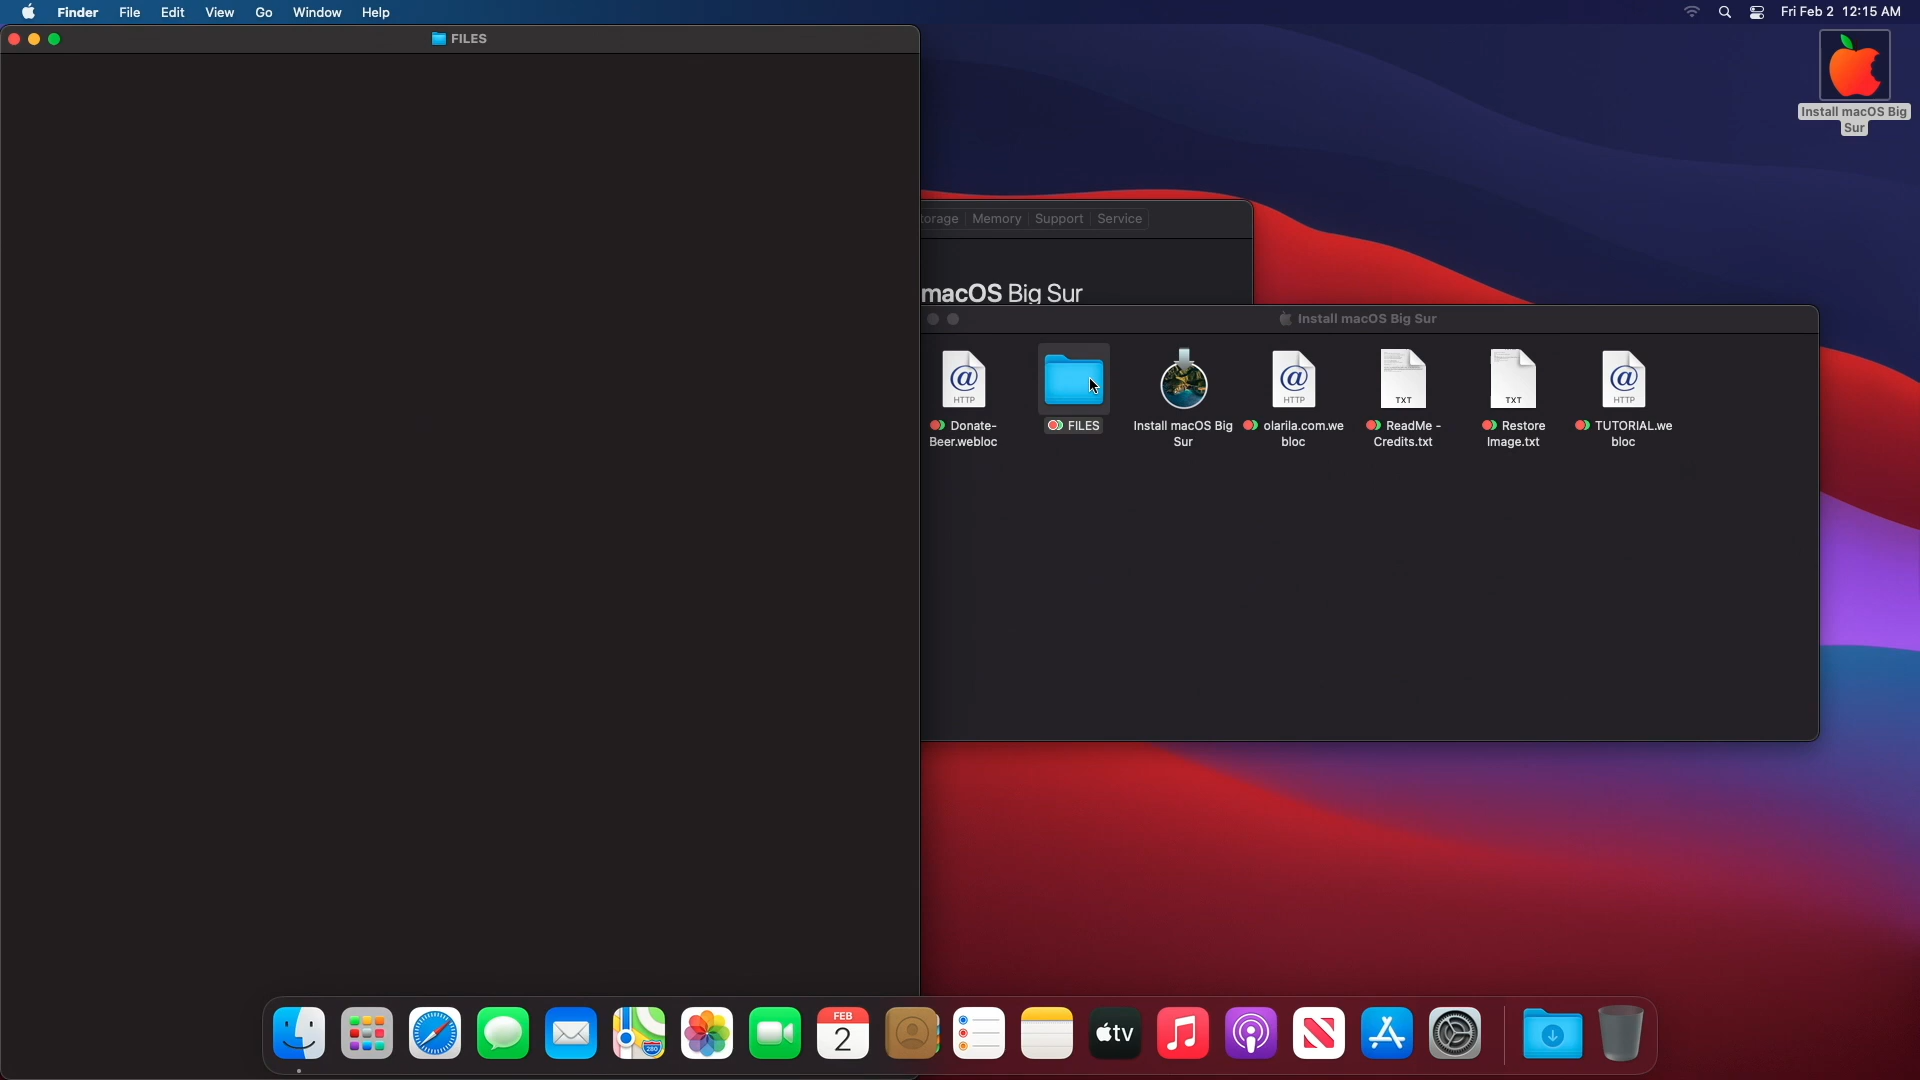 Finder File Edit View Go Window Help
Fri Feb 2 12:15 AM
FILES
Install macOS Big
Sur
torage Memory Support Service
macOS Big Sur
Install macOS Big Sur
HTTP
Donate-
Beer.webloc
FILES
Install macOS Big
Sur
HTTP
olarila.com.we
bloc
TXT
ReadMe -
Credits.txt
TXT
Restore
Image.txt
HTTP
TUTORIAL.we
bloc
280
FEB
2
tv